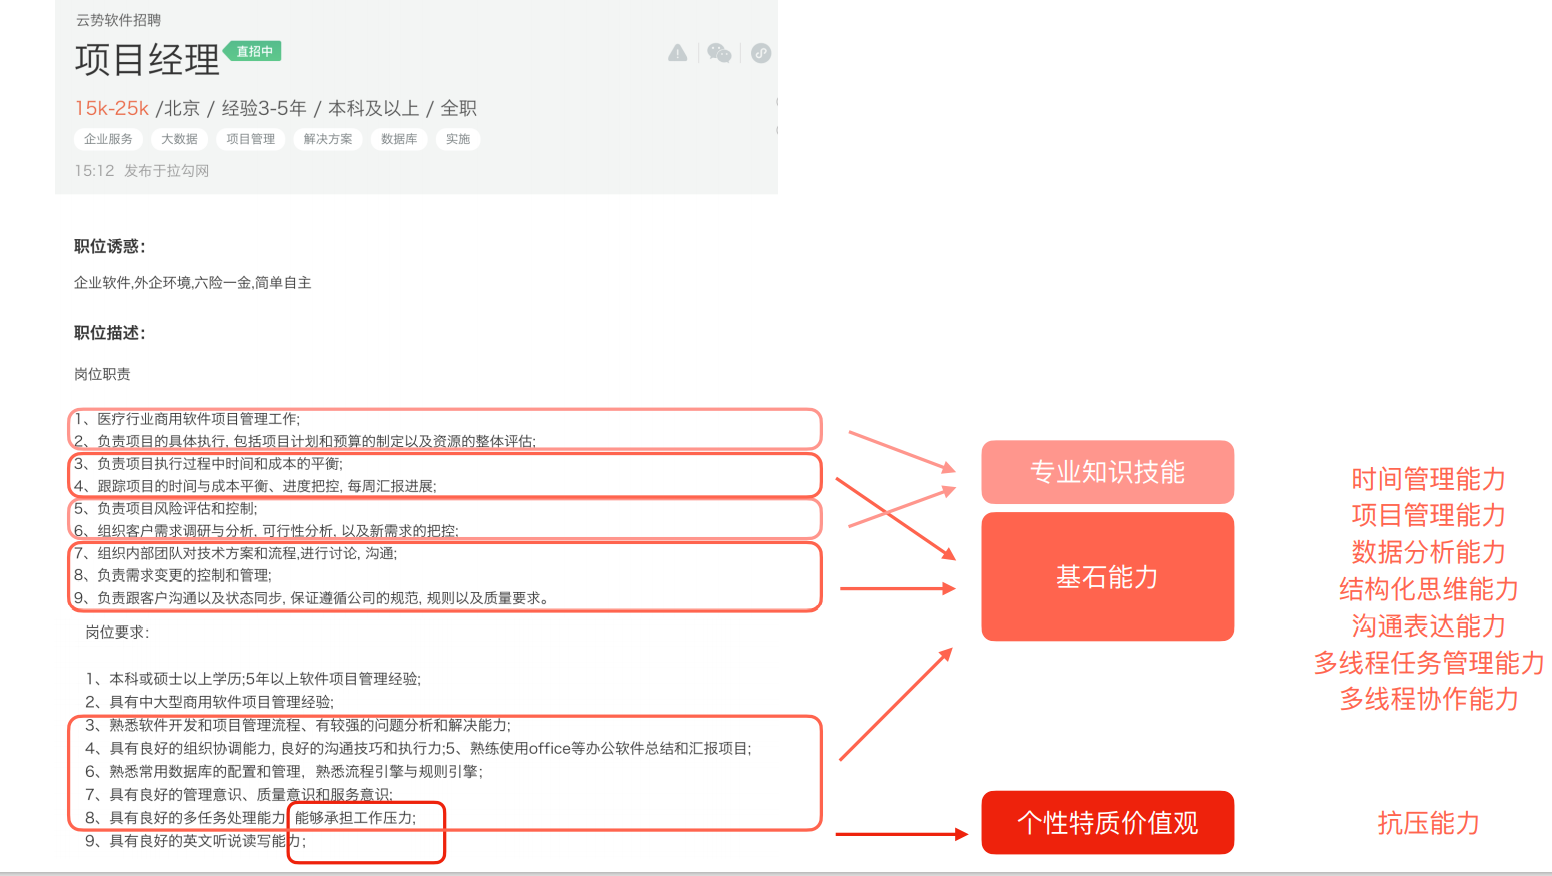 云势软件招聘
项目经理 直招中
15k-25k /北京 / 经验3-5年 / 本科及以上 / 全职
企业服务 大数据 项目管理 解决方案 数据库 实施
15:12 发布于拉勾网
职位诱惑：
企业软件,外企环境,六险一金,简单自主
职位描述：
岗位职责
1、医疗行业商用软件项目管理工作;
2、负责项目的具体执行, 包括项目计划和预算的制定以及资源的整体评估;
3、负责项目执行过程中时间和成本的平衡;
4、跟踪项目的时间与成本平衡、进度把控, 每周汇报进展;
5、负责项目风险评估和控制;
6、组织客户需求调研与分析, 可行性分析, 以及新需求的把控;
7、组织内部团队对技术方案和流程,进行讨论, 沟通;
8、负责需求变更的控制和管理;
9、负责跟客户沟通以及状态同步, 保证遵循公司的规范, 规则以及质量要求。
岗位要求：
1、本科或硕士以上学历;5年以上软件项目管理经验;
2、具有中大型商用软件项目管理经验;
3、熟悉软件开发和项目管理流程、有较强的问题分析和解决能力;
4、具有良好的组织协调能力, 良好的沟通技巧和执行力;5、熟练使用office等办公软件总结和汇报项目;
6、熟悉常用数据库的配置和管理，熟悉流程引擎与规则引擎;
7、具有良好的管理意识、质量意识和服务意识;
8、具有良好的多任务处理能力, 能够承担工作压力;
9、具有良好的英文听说读写能力;
专业知识技能
基石能力
个性特质价值观
时间管理能力
项目管理能力
数据分析能力
结构化思维能力
沟通表达能力
多线程任务管理能力
多线程协作能力
抗压能力